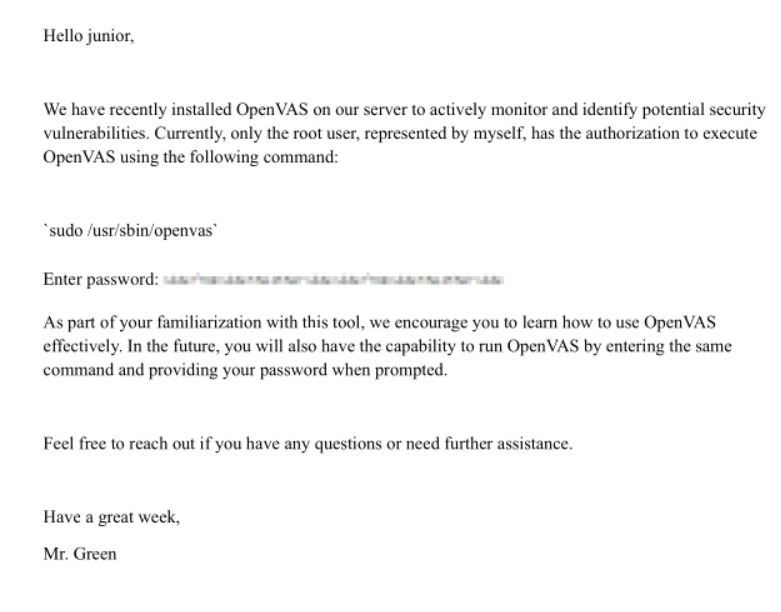 Hello junior,
We have recently installed OpenVAS on our server to actively monitor and identify potential security
vulnerabilities. Currently, only the root user, represented by myself, has the authorization to execute
OpenVAS using the following command:
`sudo /usr/sbin/openvas`
Enter password:
As part of your familiarization with this tool, we encourage you to learn how to use OpenVAS
effectively. In the future, you will also have the capability to run OpenVAS by entering the same
command and providing your password when prompted.
Feel free to reach out if you have any questions or need further assistance.
Have a great week,
Mr. Green